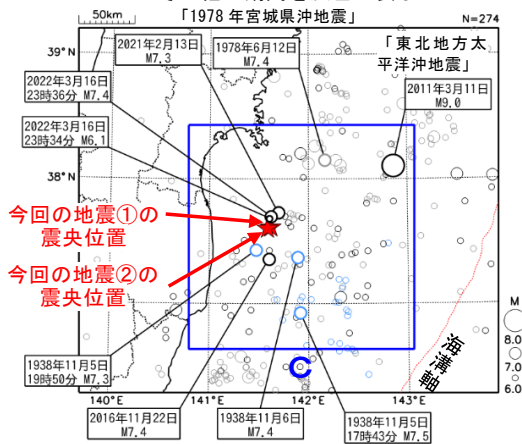 「1978年宮城県沖地震」
50km
N=274
39°N
2021年2月13日
M7.3
1978年6月12日
M7.4
「東北地方太
平洋沖地震」
2022年3月16日
23時36分 M7.4
2011年3月11日
M9.0
2022年3月16日
23時34分 M6.1
38°N
今回の地震①の
震央位置
今回の地震②の
震央位置
海溝軸
M
8.0
7.0
6.0
1938年11月5日
19時50分 M7.3
140°E
141°E
142°E
143°E
2016年11月22日
M7.4
1938年11月6日
M7.4
1938年11月5日
17時43分 M7.5
c